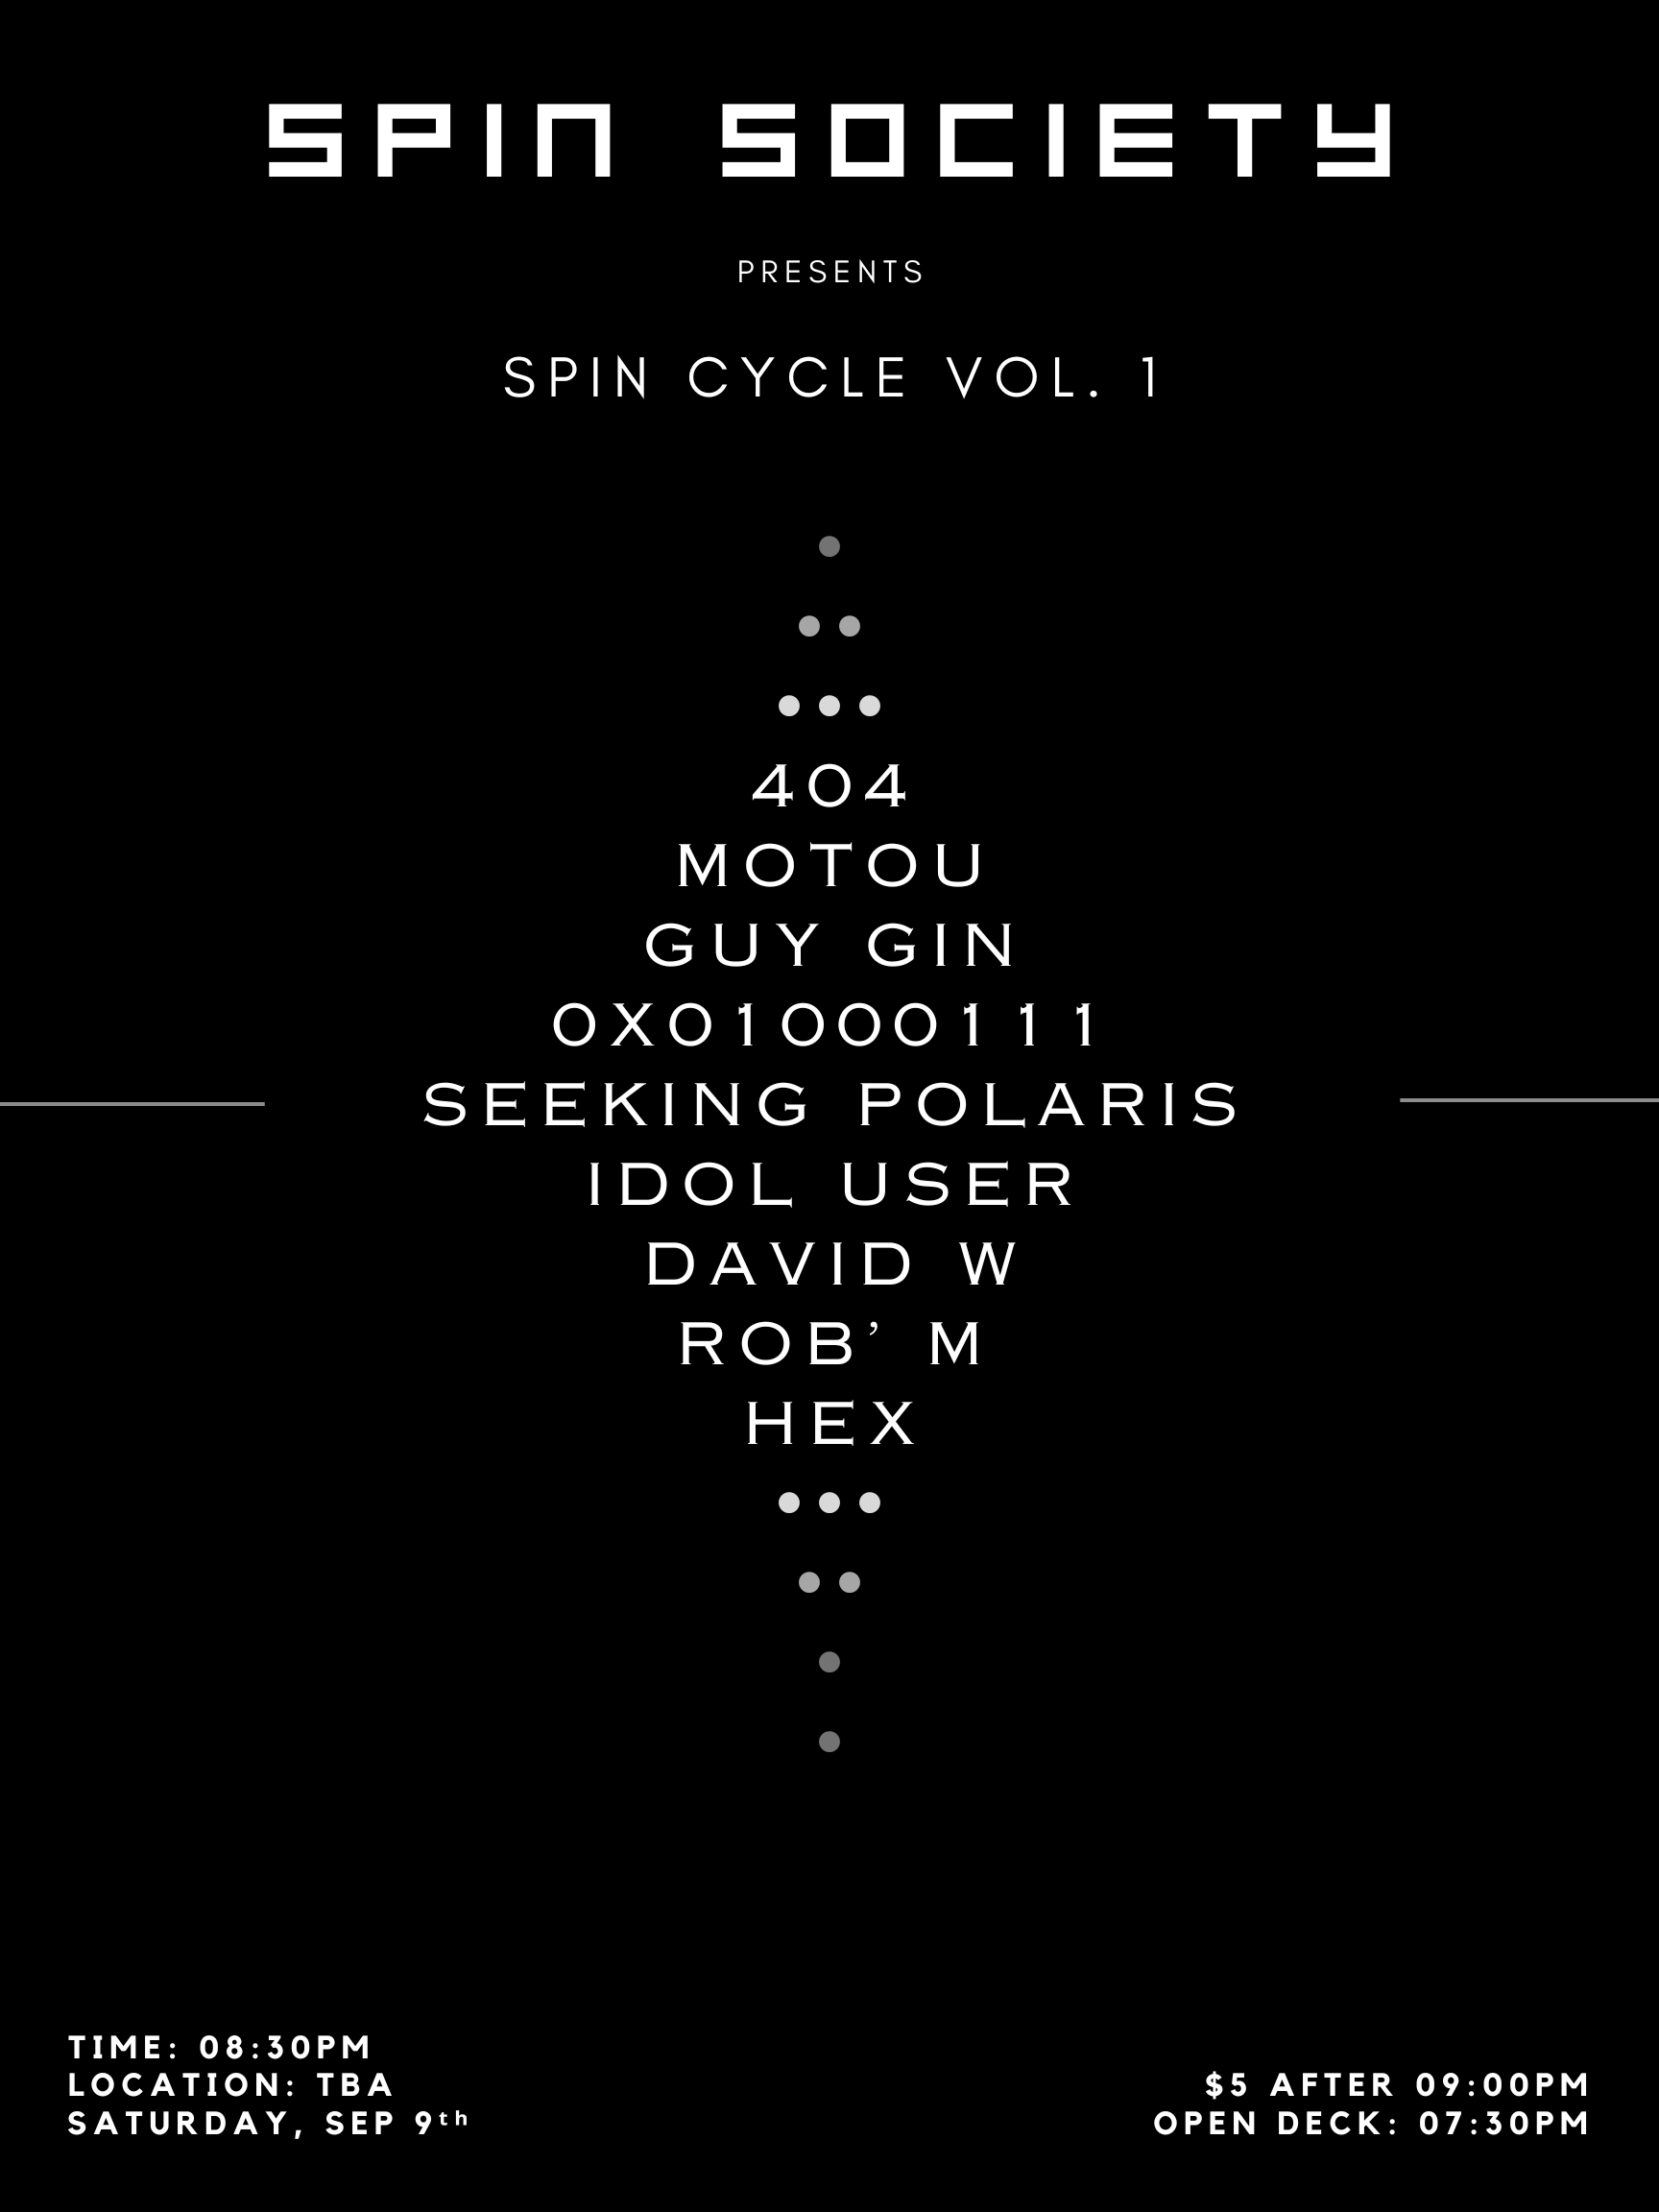 SPIN SOCIETY
PRESENTS
SPIN CYCLE VOL. 1
404
MOTOU
GUY GIN
0X01000111
SEEKING POLARIS
IDOL USER
DAVID W
ROB’ M
HEX
TIME: 08:30PM
LOCATION: TBA
SATURDAY, SEP 9th
$5 AFTER 09:00PM
OPEN DECK: 07:30PM